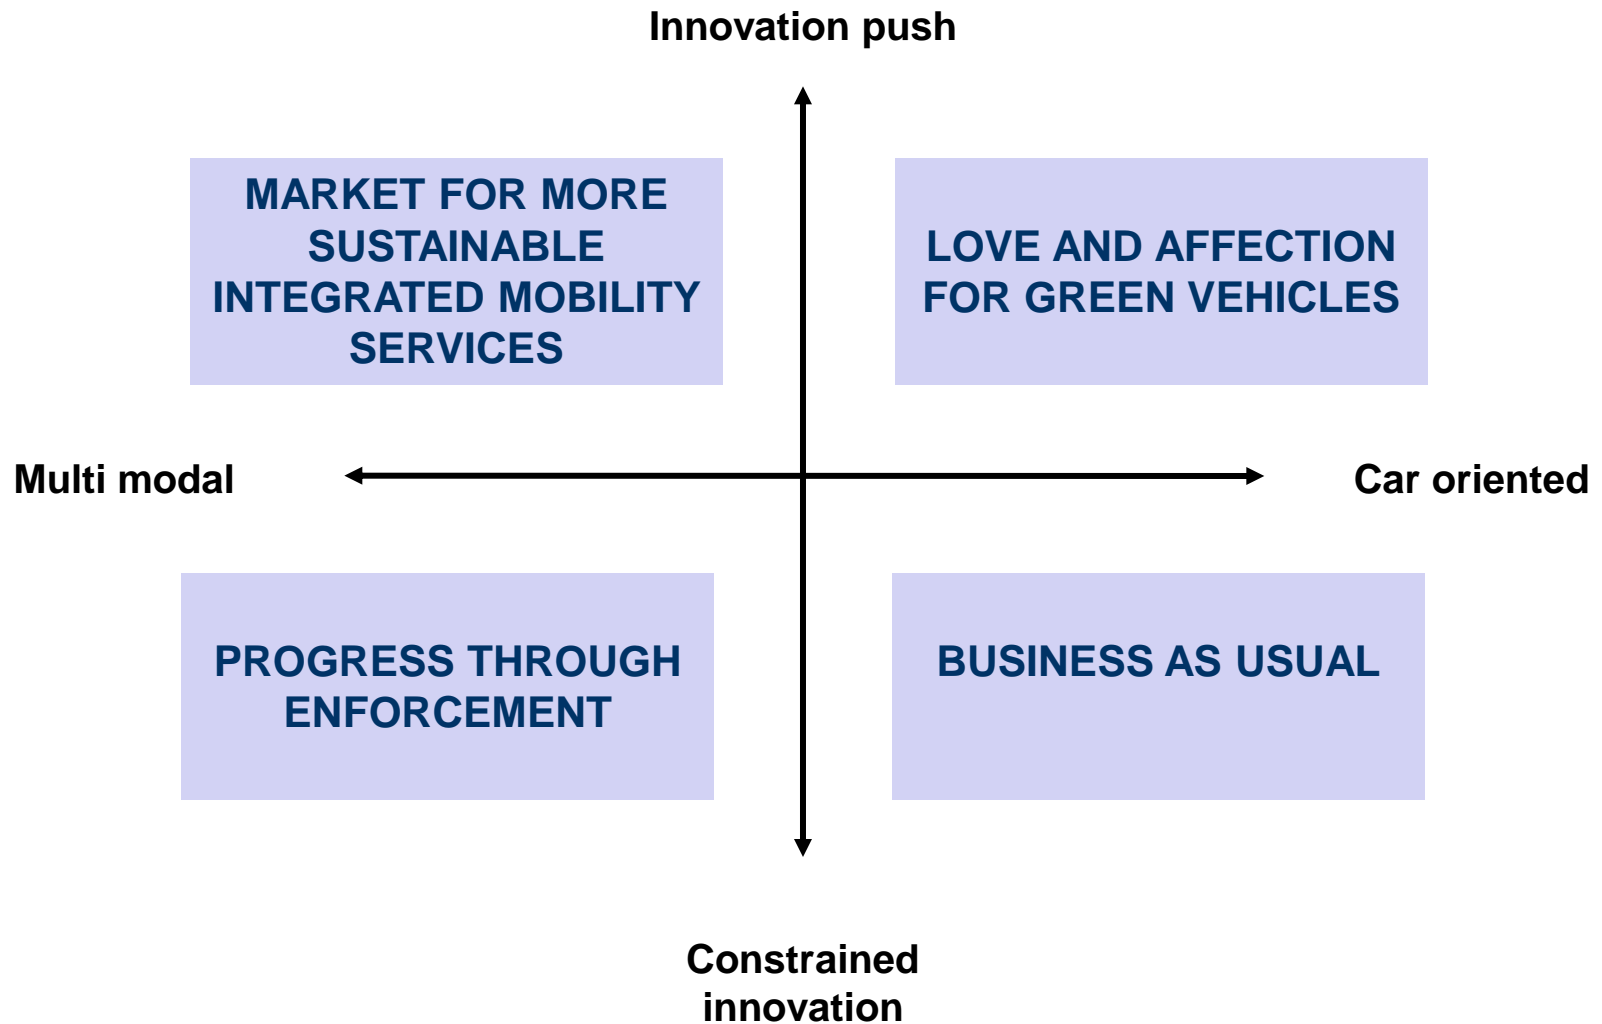 Innovation push
MARKET FOR MORE
SUSTAINABLE
INTEGRATED MOBILITY
SERVICES
LOVE AND AFFECTION
FOR GREEN VEHICLES
Multi modal
Car oriented
PROGRESS THROUGH
ENFORCEMENT
BUSINESS AS USUAL
Constrained
innovation